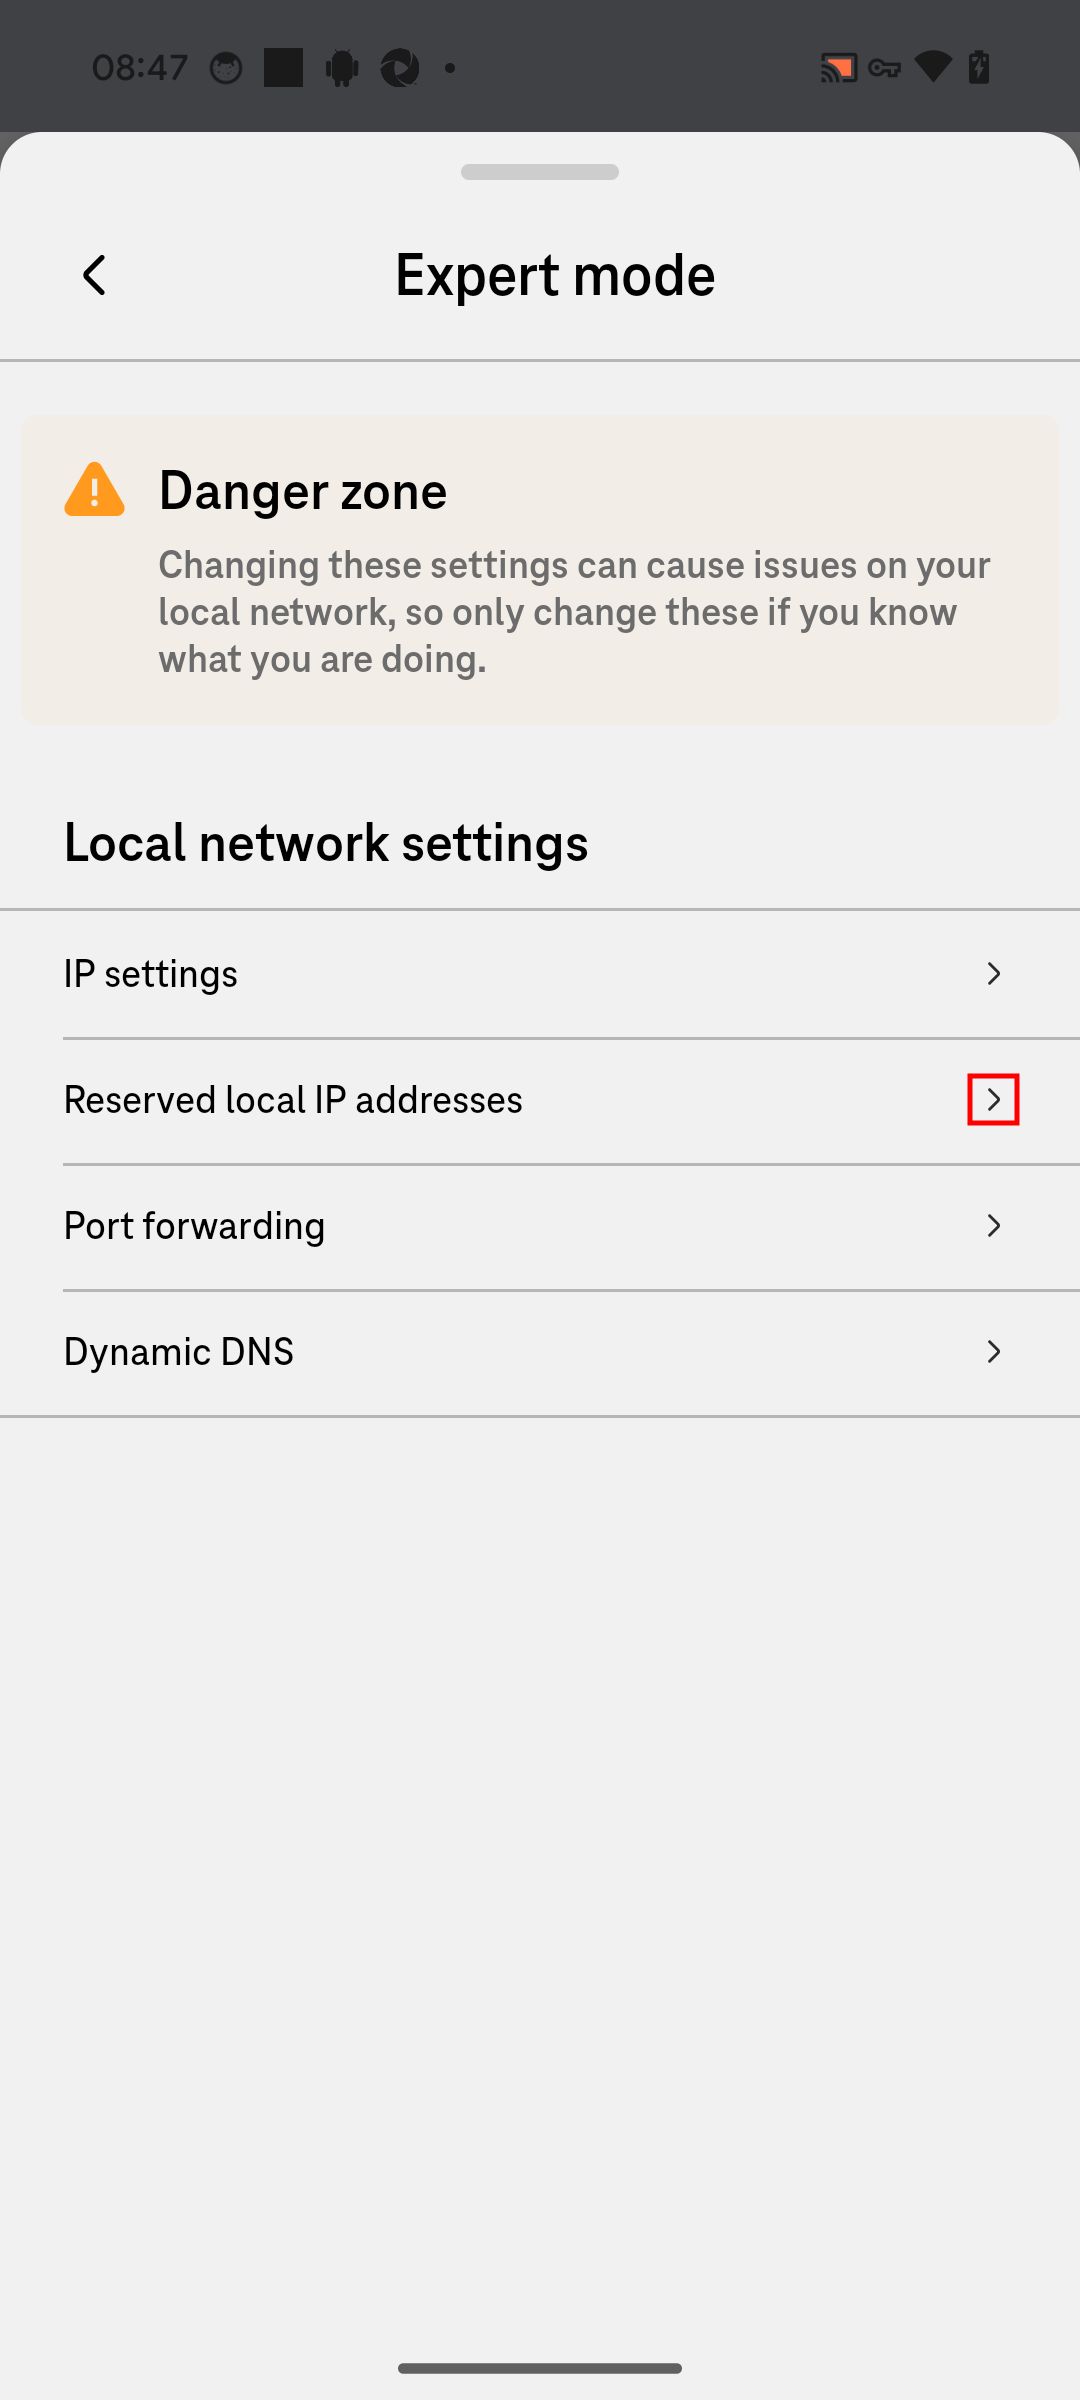 08:47
Expert mode
Danger zone
Changing these settings can cause issues on your
local network, so only change these if you know
what you are doing.
Local network settings
IP settings
Reserved local IP addresses
Port forwarding
Dynamic DNS